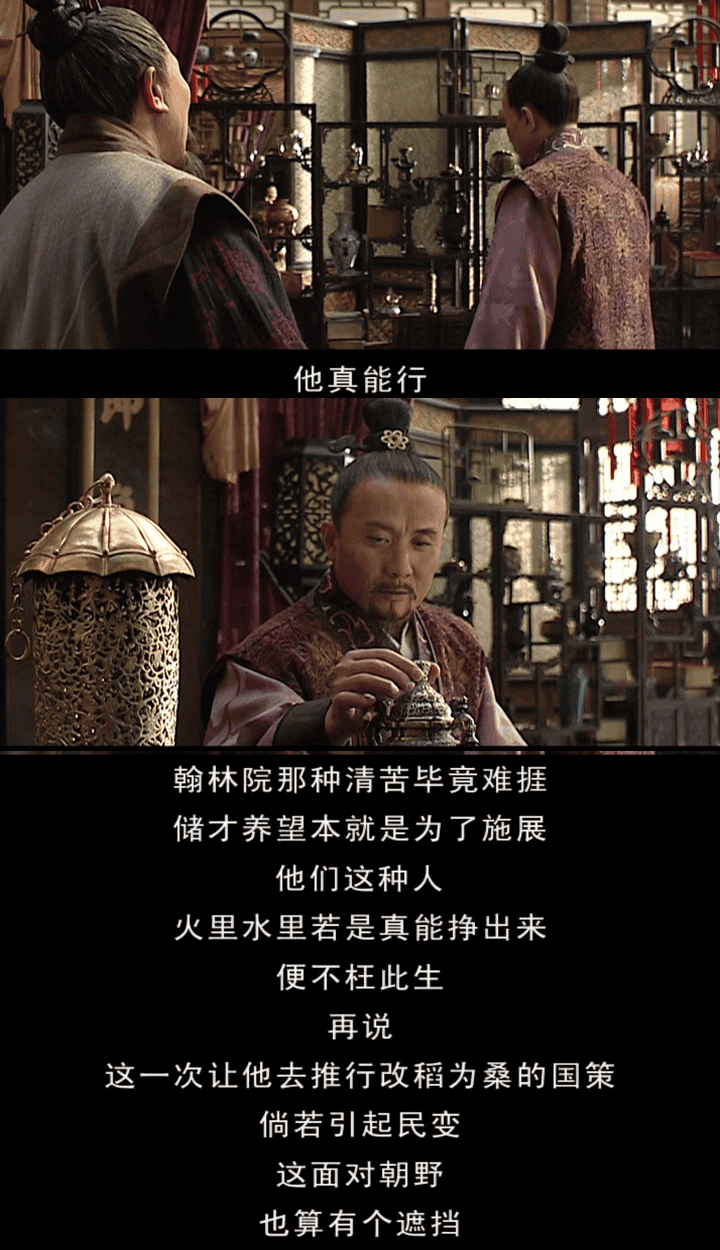 他真能行
翰林院那种清苦毕竟难捱
储才养望本就是为了施展
他们这种人
火里水里若是真能挣出来
便不枉此生
再说
这一次让他去推行改稻为桑的国策
倘若引起民变
这面对朝野
也算有个遮挡